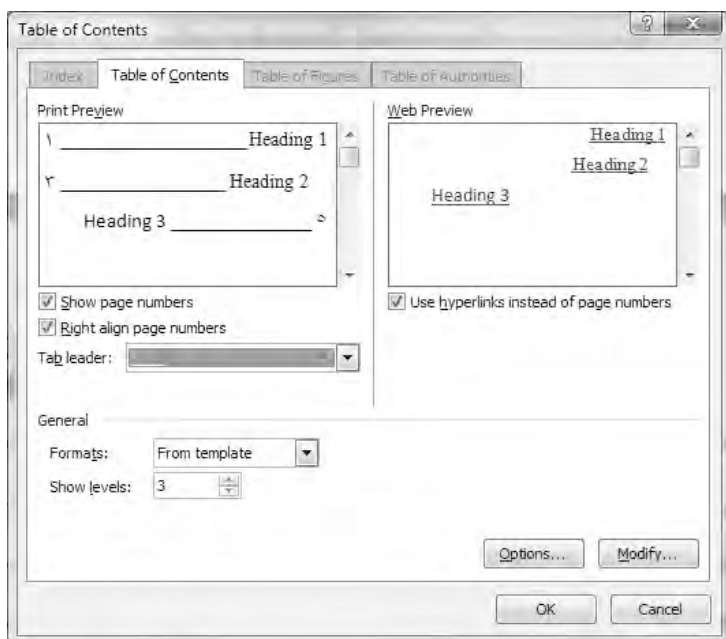 Table of Contents
Index Table of Contents Table of Figures Table of Authorities
Print Preview
١ Heading 1
٣ Heading 2
Heading 3 ٥
Web Preview
Heading 1
Heading 2
Heading 3
Show page numbers
Right align page numbers
Tab leader:
Use hyperlinks instead of page numbers
General
Formats: From template
Show levels: 3
Options... Modify...
OK Cancel